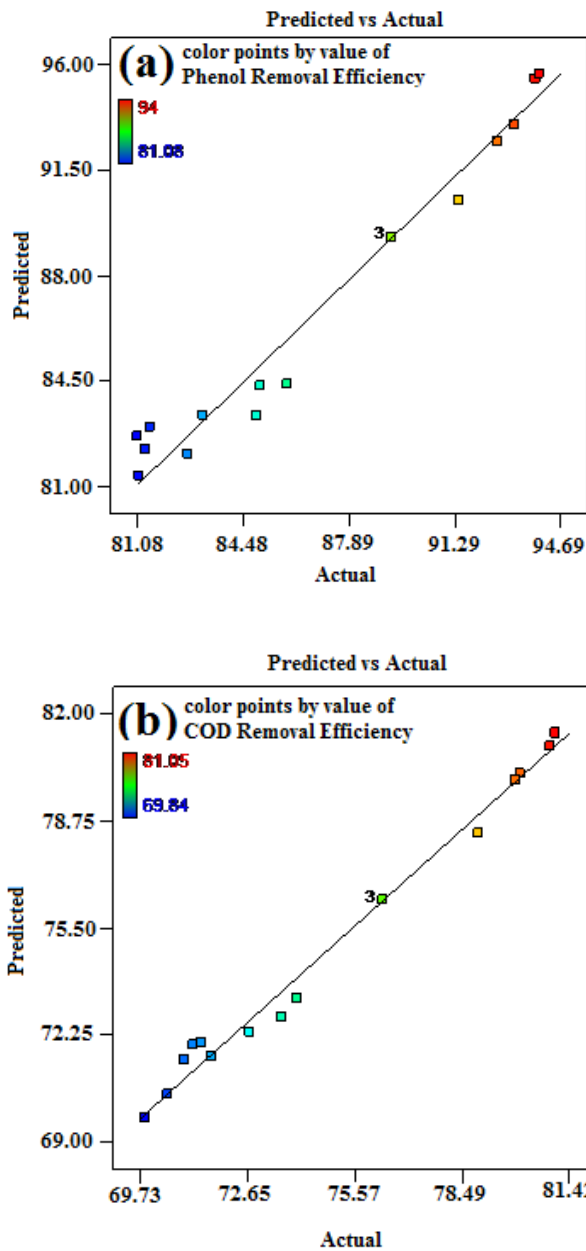 Predicted vs Actual
(a) color points by value of
Phenol Removal Efficiency
94
81.08
96.00
91.50
88.00
84.50
81.00
3
Predicted
81.08 84.48 87.89 91.29 94.69
Actual
Predicted vs Actual
(b) color points by value of
COD Removal Efficiency
81.05
69.84
82.00
78.75
75.50
72.25
69.00
3
Predicted
69.73 72.65 75.57 78.49
Actual